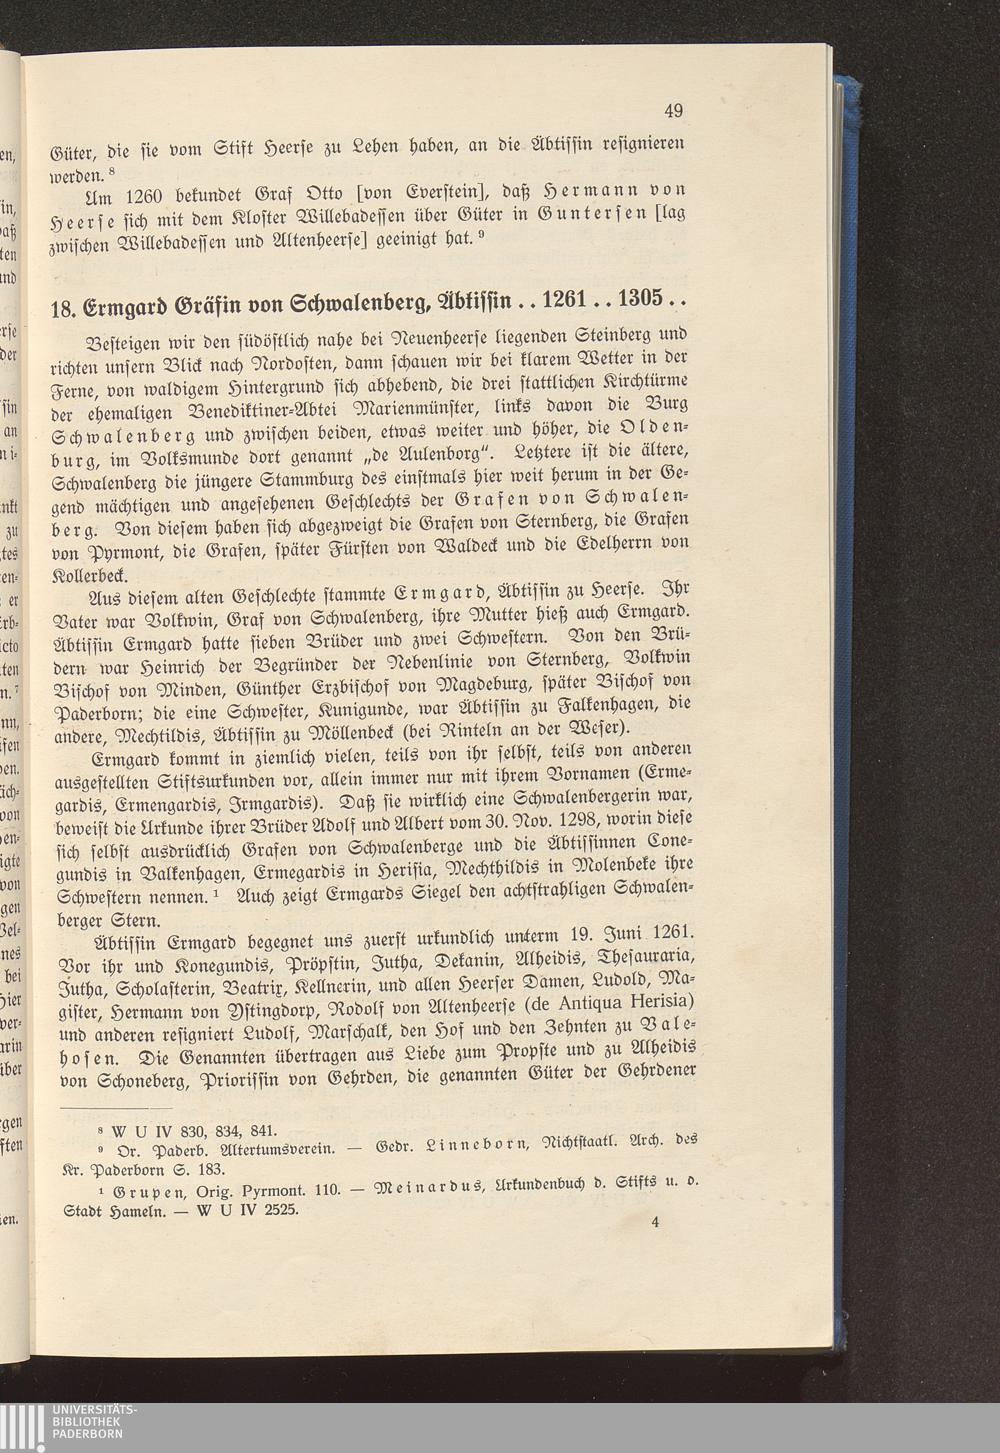 49
Güter, die sie vom Stift Heerse zu Lehen haben, an die Äbtissin resignieren
werden. ⁸
Um 1260 bekundet Graf Otto [von Everstein], daß Hermann von
Heerse sich mit dem Kloster Willebadessen über Güter in Guntersen [lag
zwischen Willebadessen und Altenheerse] geeinigt hat. ⁹
18. Ermgard Gräfin von Schwalenberg, Äbtissin . . 1261 . . 1305 . .
Besteigen wir den südöstlich nahe bei Neuenheerse liegenden Steinberg und
richten unsern Blick nach Nordosten, dann schauen wir bei klarem Wetter in der
Ferne, von waldigem Hintergrund sich abhebend, die drei stattlichen Kirchtürme
der ehemaligen Benediktiner-Abtei Marienmünster, links davon die Burg
Schwalenberg und zwischen beiden, etwas weiter und höher, die Olden-
burg, im Volksmunde dort genannt „de Aulenborg“. Letztere ist die ältere,
Schwalenberg die jüngere Stammburg des einstmals hier weit herum in der Ge-
gend mächtigen und angesehenen Geschlechts der Grafen von Schwalen-
berg. Von diesem haben sich abgezweigt die Grafen von Sternberg, die Grafen
von Pyrmont, die Grafen, später Fürsten von Waldeck und die Edelherrn von
Kollerbeck.
Aus diesem alten Geschlechte stammte Ermgard, Äbtissin zu Heerse. Ihr
Vater war Volkwin, Graf von Schwalenberg, ihre Mutter hieß auch Ermgard.
Äbtissin Ermgard hatte sieben Brüder und zwei Schwestern. Von den Brü-
dern war Heinrich der Begründer der Nebenlinie von Sternberg, Volkwin
Bischof von Minden, Günther Erzbischof von Magdeburg, später Bischof von
Paderborn; die eine Schwester, Kunigunde, war Äbtissin zu Falkenhagen, die
andere, Mechtildis, Äbtissin zu Möllenbeck (bei Rinteln an der Weser).
Ermgard kommt in ziemlich vielen, teils von ihr selbst, teils von anderen
ausgestellten Stiftsurkunden vor, allein immer nur mit ihrem Vornamen (Erme-
gardis, Ermengardis, Irmgardis). Daß sie wirklich eine Schwalenbergerin war,
beweist die Urkunde ihrer Brüder Adolf und Albert vom 30. Nov. 1298, worin diese
sich selbst ausdrücklich Grafen von Schwalenberge und die Äbtissinnen Cone-
gundis in Valkenhagen, Ermegardis in Herisia, Mechthildis in Molenbeke ihre
Schwestern nennen. ¹ Auch zeigt Ermgards Siegel den achtstrahligen Schwalen-
berger Stern.
Äbtissin Ermgard begegnet uns zuerst urkundlich unterm 19. Juni 1261.
Vor ihr und Konegundis, Pröpstin, Jutha, Dekanin, Alheidis, Thesauraria,
Jutha, Scholasterin, Beatrix, Kellnerin, und allen Heerser Damen, Ludold, Ma-
gister, Hermann von Ystingdorp, Rodolf von Altenheerse (de Antiqua Herisia)
und anderen resigniert Ludolf, Marschalk, den Hof und den Zehnten zu Vale-
hosen. Die Genannten übertragen aus Liebe zum Propste und zu Alheidis
von Schoneberg, Priorissin von Gehrden, die genannten Güter der Gehrdener
⁸ W U IV 830, 834, 841.
⁹ Or. Paderb. Altertumsverein. — Gedr. Linneborn, Nichtstaatl. Arch. des
Kr. Paderborn S. 183.
¹ Grupen, Orig. Pyrmont. 110. — Meinardus, Urkundenbuch d. Stifts u. d.
Stadt Hameln. — W U IV 2525.
4
UNIVERSITÄTS-
BIBLIOTHEK
PADERBORN